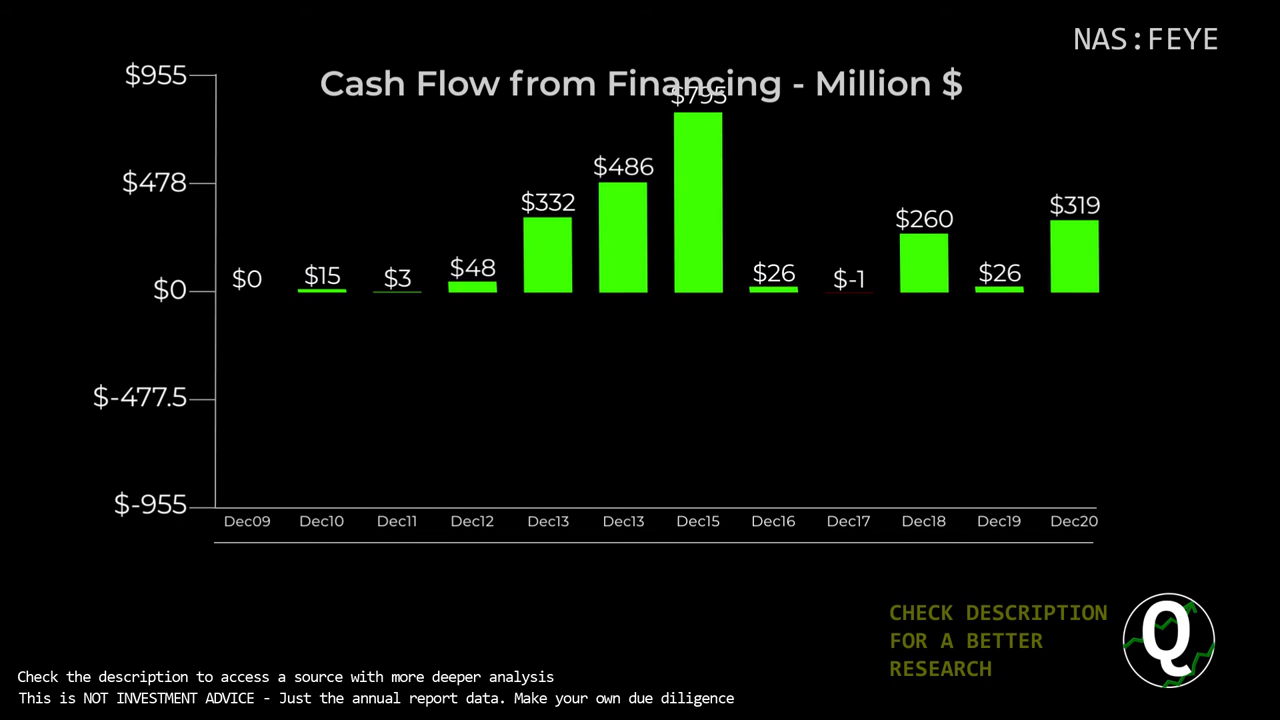 NAS:FEYE
Cash Flow from Financing - Million $
$955
$478
$0
$-477.5
$-955
$0
$15
$3
$48
$332
$486
$795
$26
$-1
$260
$26
$319
Dec09 Dec10 Dec11 Dec12 Dec13 Dec13 Dec15 Dec16 Dec17 Dec18 Dec19 Dec20
CHECK DESCRIPTION
FOR A BETTER
RESEARCH
Q
Check the description to access a source with more deeper analysis
This is NOT INVESTMENT ADVICE - Just the annual report data. Make your own due diligence